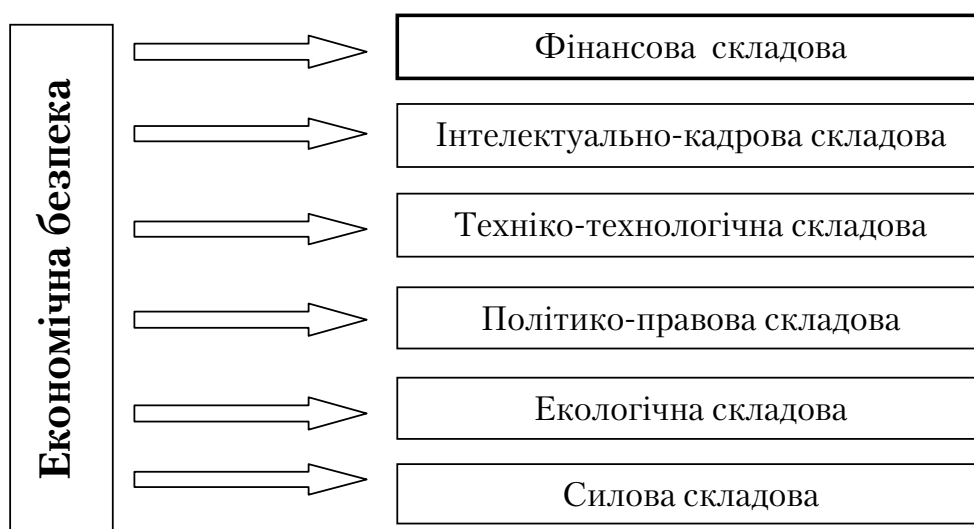 Економічна безпека
Фінансова складова
Інтелектуально-кадрова складова
Техніко-технологічна складова
Політико-правова складова
Екологічна складова
Силова складова